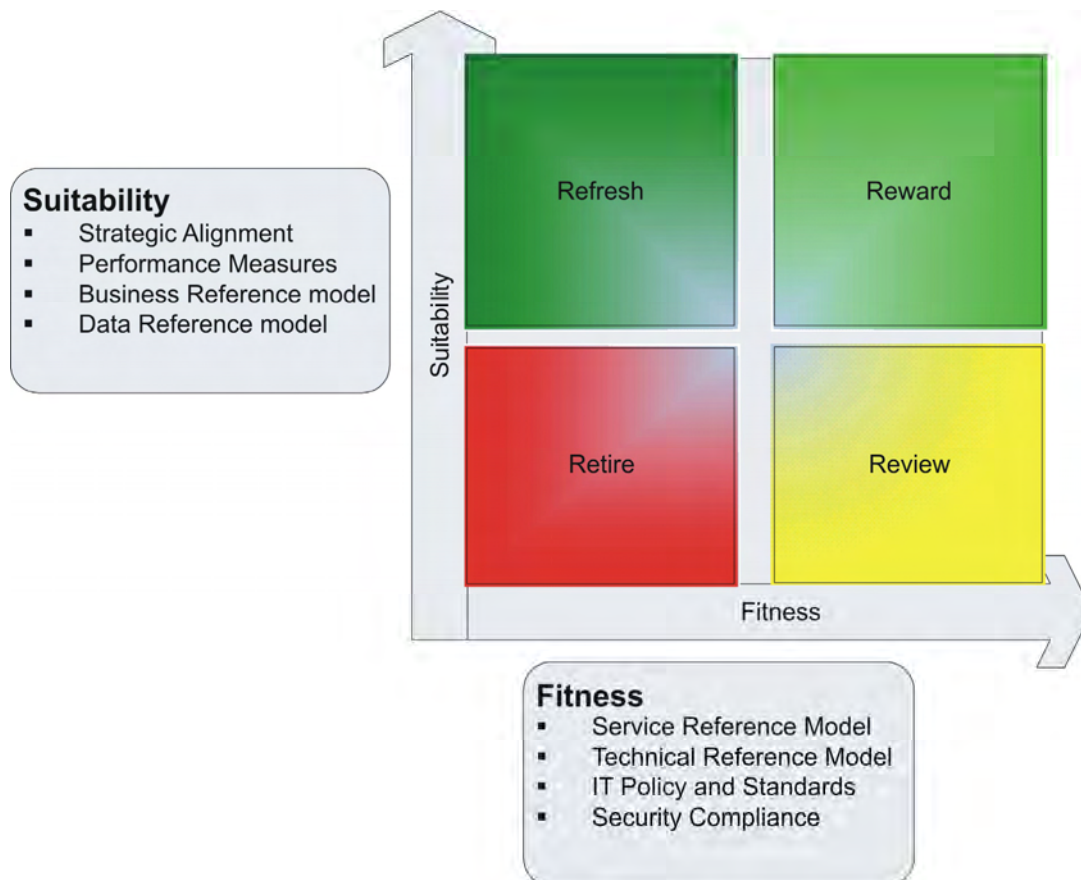 Refresh
Reward
Suitability
▪ Strategic Alignment
▪ Performance Measures
▪ Business Reference model
▪ Data Reference model
Suitability
Retire
Review
Fitness
Fitness
▪ Service Reference Model
▪ Technical Reference Model
▪ IT Policy and Standards
▪ Security Compliance